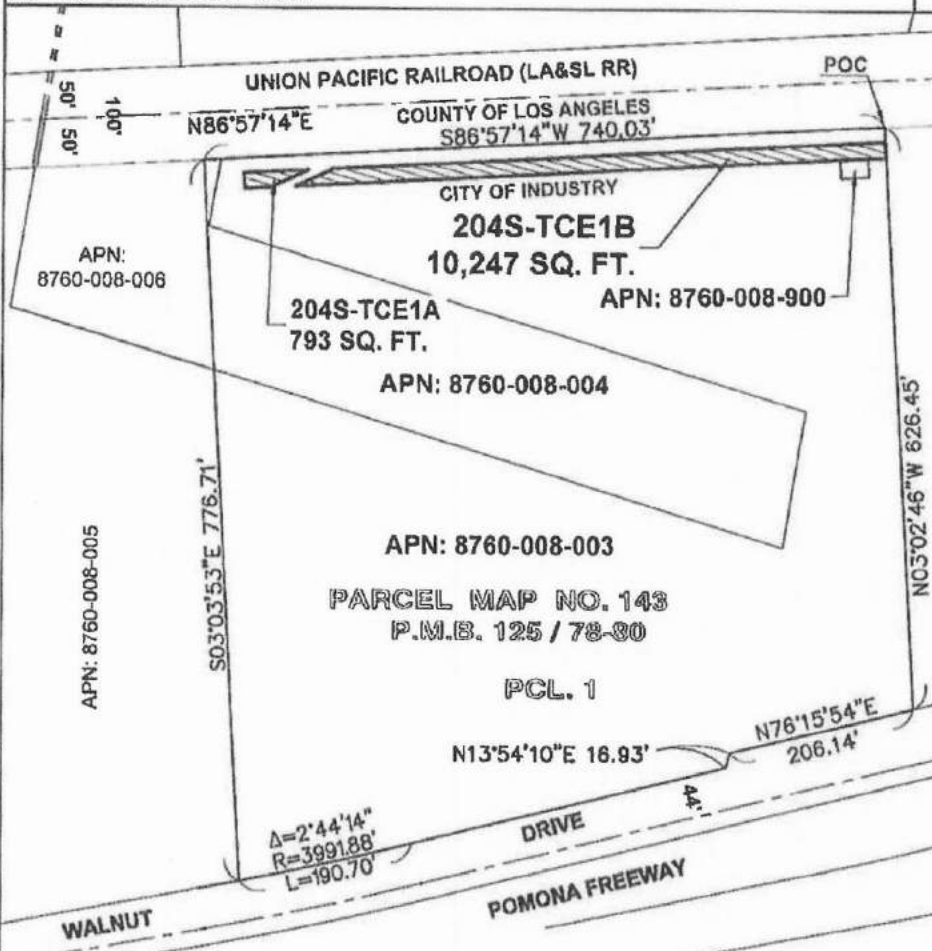 UNION PACIFIC RAILROAD (LA&SL RR)
POC
50'
100'
50'
N86°57'14"E
COUNTY OF LOS ANGELES
S86°57'14"W 740.03'
CITY OF INDUSTRY
204S-TCE1B
10,247 SQ. FT.
APN:
8760-008-006
APN: 8760-008-900
204S-TCE1A
793 SQ. FT.
APN: 8760-008-004
S03°03'53"E 776.71'
N03°02'46"W 626.45'
APN: 8760-008-005
APN: 8760-008-003
PARCEL MAP NO. 143
P.M.B. 125 / 78-80
PCL. 1
N13°54'10"E 16.93'
N76°15'54"E
206.14'
44'
Δ=2°44'14"
R=3991.88'
L=190.70'
WALNUT DRIVE
POMONA FREEWAY